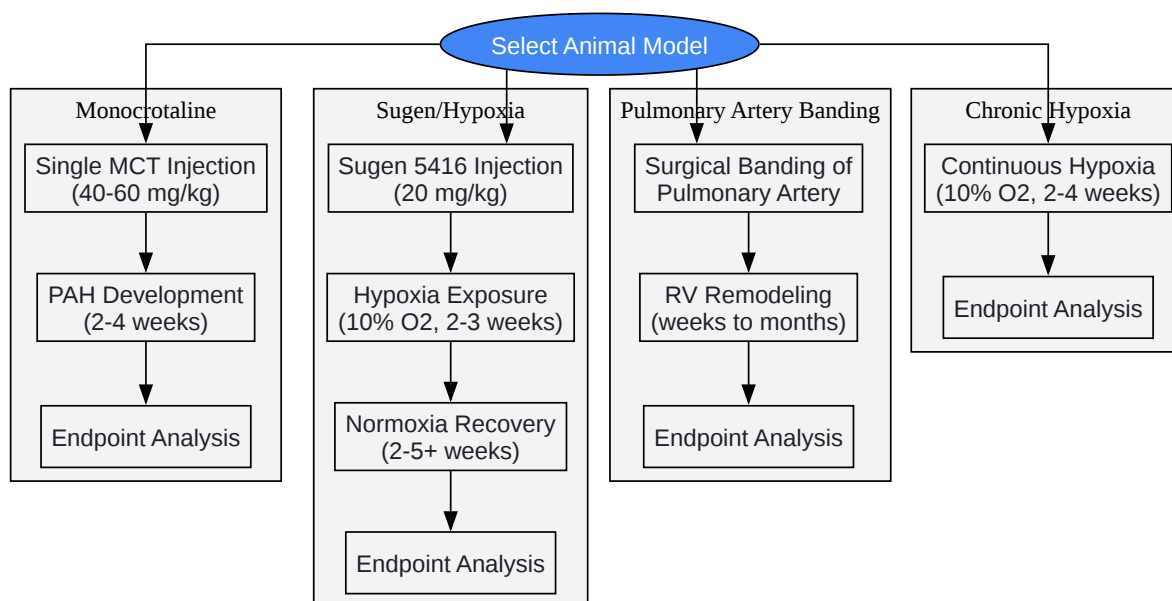 Select Animal Model
Monocrotaline
Single MCT Injection
(40-60 mg/kg)
PAH Development
(2-4 weeks)
Endpoint Analysis
Sugen/Hypoxia
Sugen 5416 Injection
(20 mg/kg)
Hypoxia Exposure
(10% O2, 2-3 weeks)
Normoxia Recovery
(2-5+ weeks)
Endpoint Analysis
Pulmonary Artery Banding
Surgical Banding of
Pulmonary Artery
RV Remodeling
(weeks to months)
Endpoint Analysis
Chronic Hypoxia
Continuous Hypoxia
(10% O2, 2-4 weeks)
Endpoint Analysis